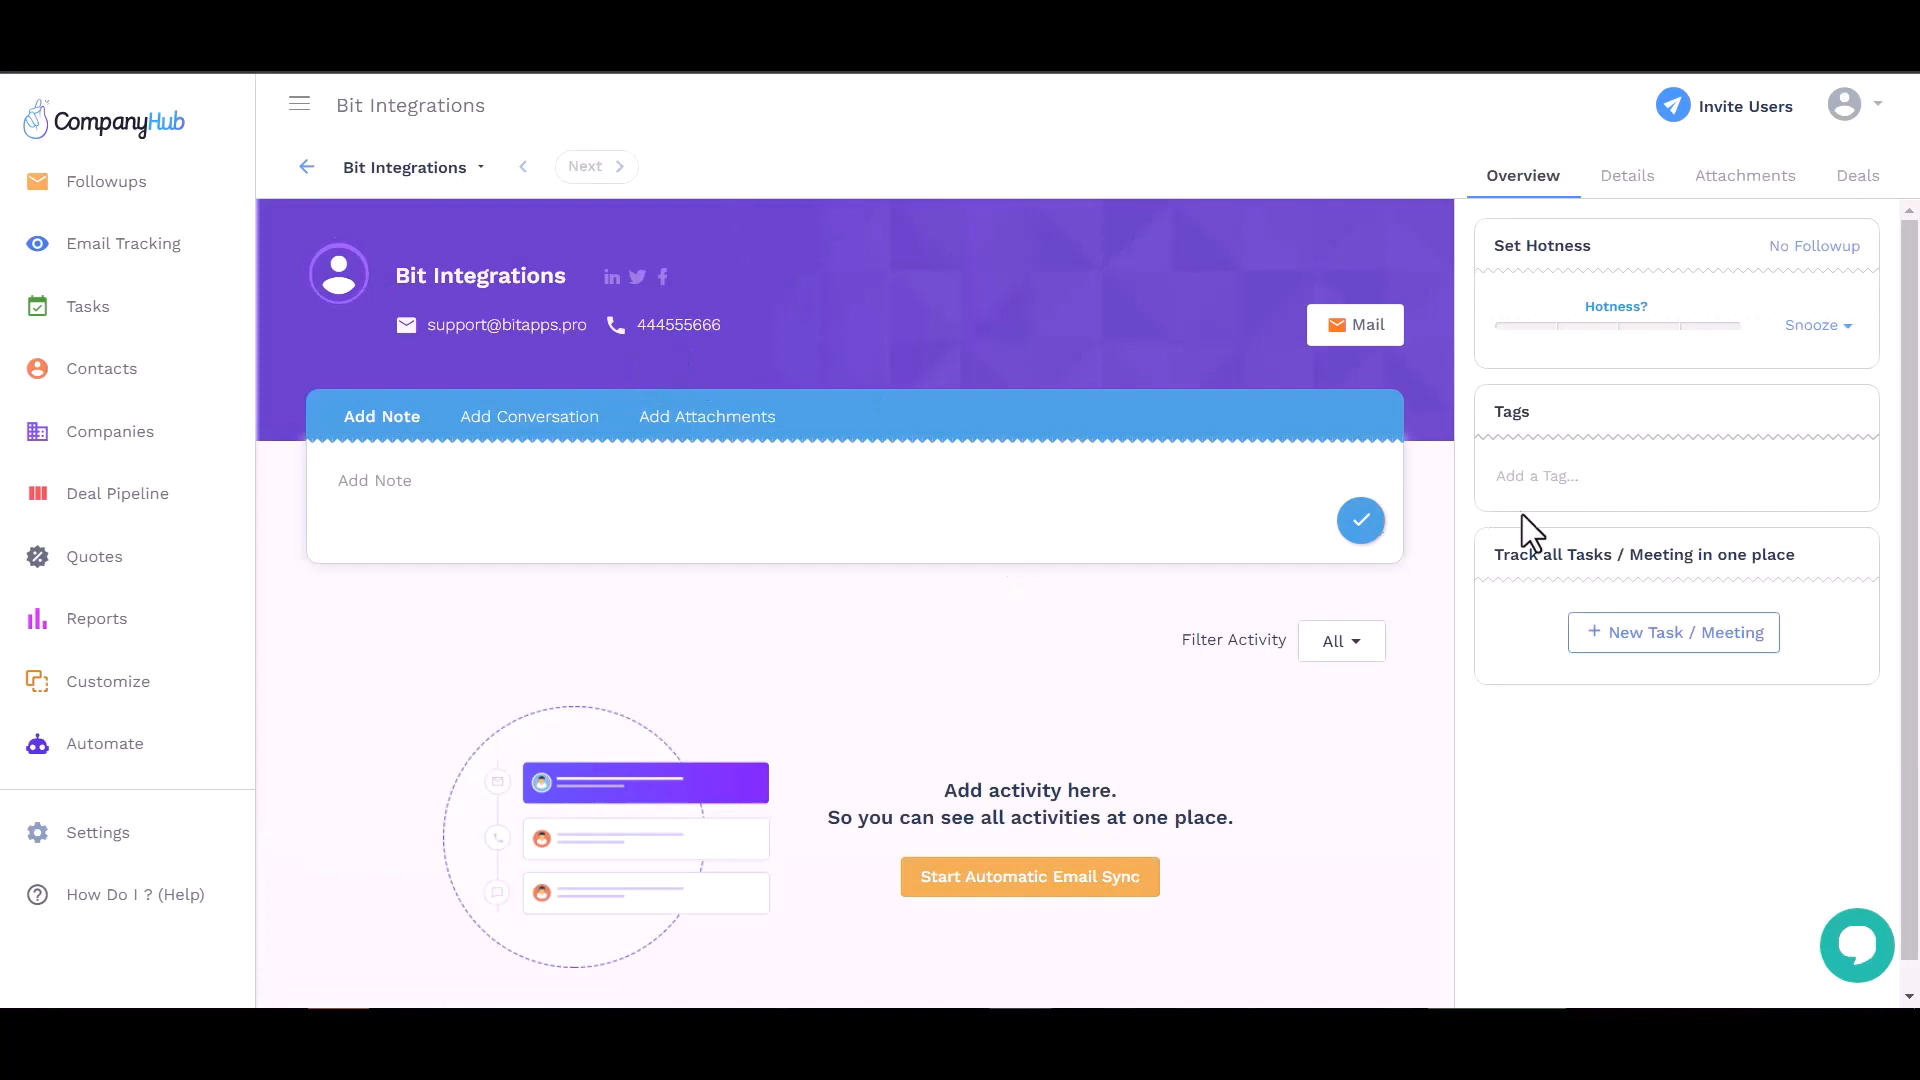 CompanyHub
Followups
Email Tracking
Tasks
Contacts
Companies
Deal Pipeline
Quotes
Reports
Customize
Automate
Settings
How Do I ? (Help)
Bit Integrations
Invite Users
Bit Integrations
Next
Overview Details Attachments Deals
Bit Integrations
support@bitapps.pro 444555666
Mail
Add Note Add Conversation Add Attachments
Add Note
Filter Activity All
Add activity here.
So you can see all activities at one place.
Start Automatic Email Sync
Set Hotness No Followup
Hotness?
Snooze
Tags
Add a Tag...
Track all Tasks / Meeting in one place
+ New Task / Meeting